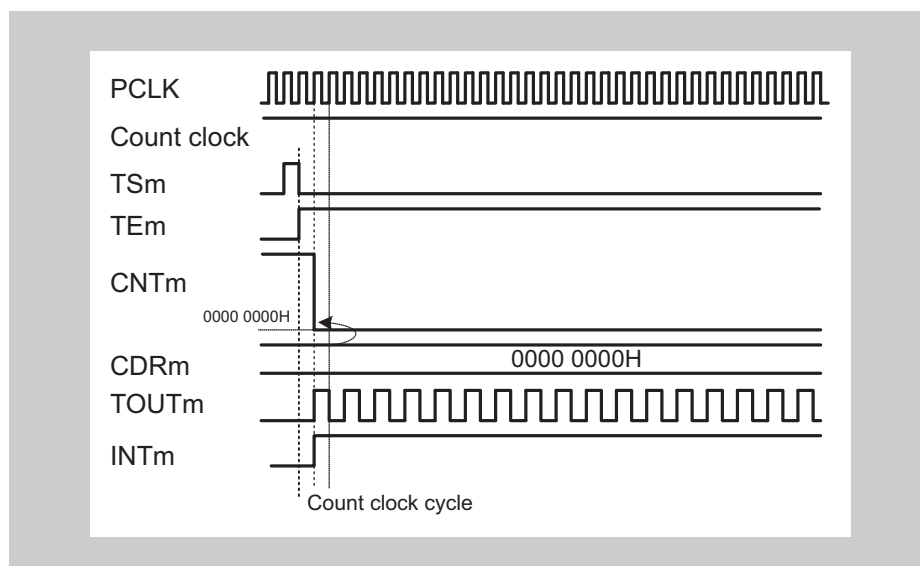 PCLK
Count clock
TSm
TEm
CNTm
0000 0000H
CDRm
0000 0000H
TOUTm
INTm
Count clock cycle